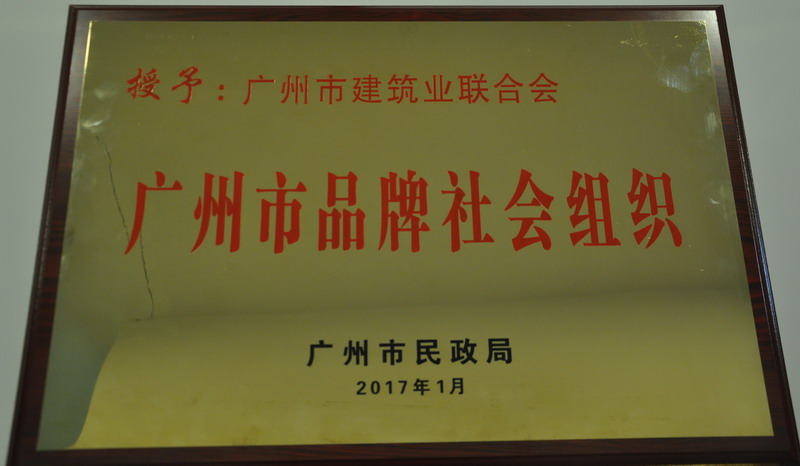 授予：广州市建筑业联合会
广州市品牌社会组织
广州市民政局
2017年1月